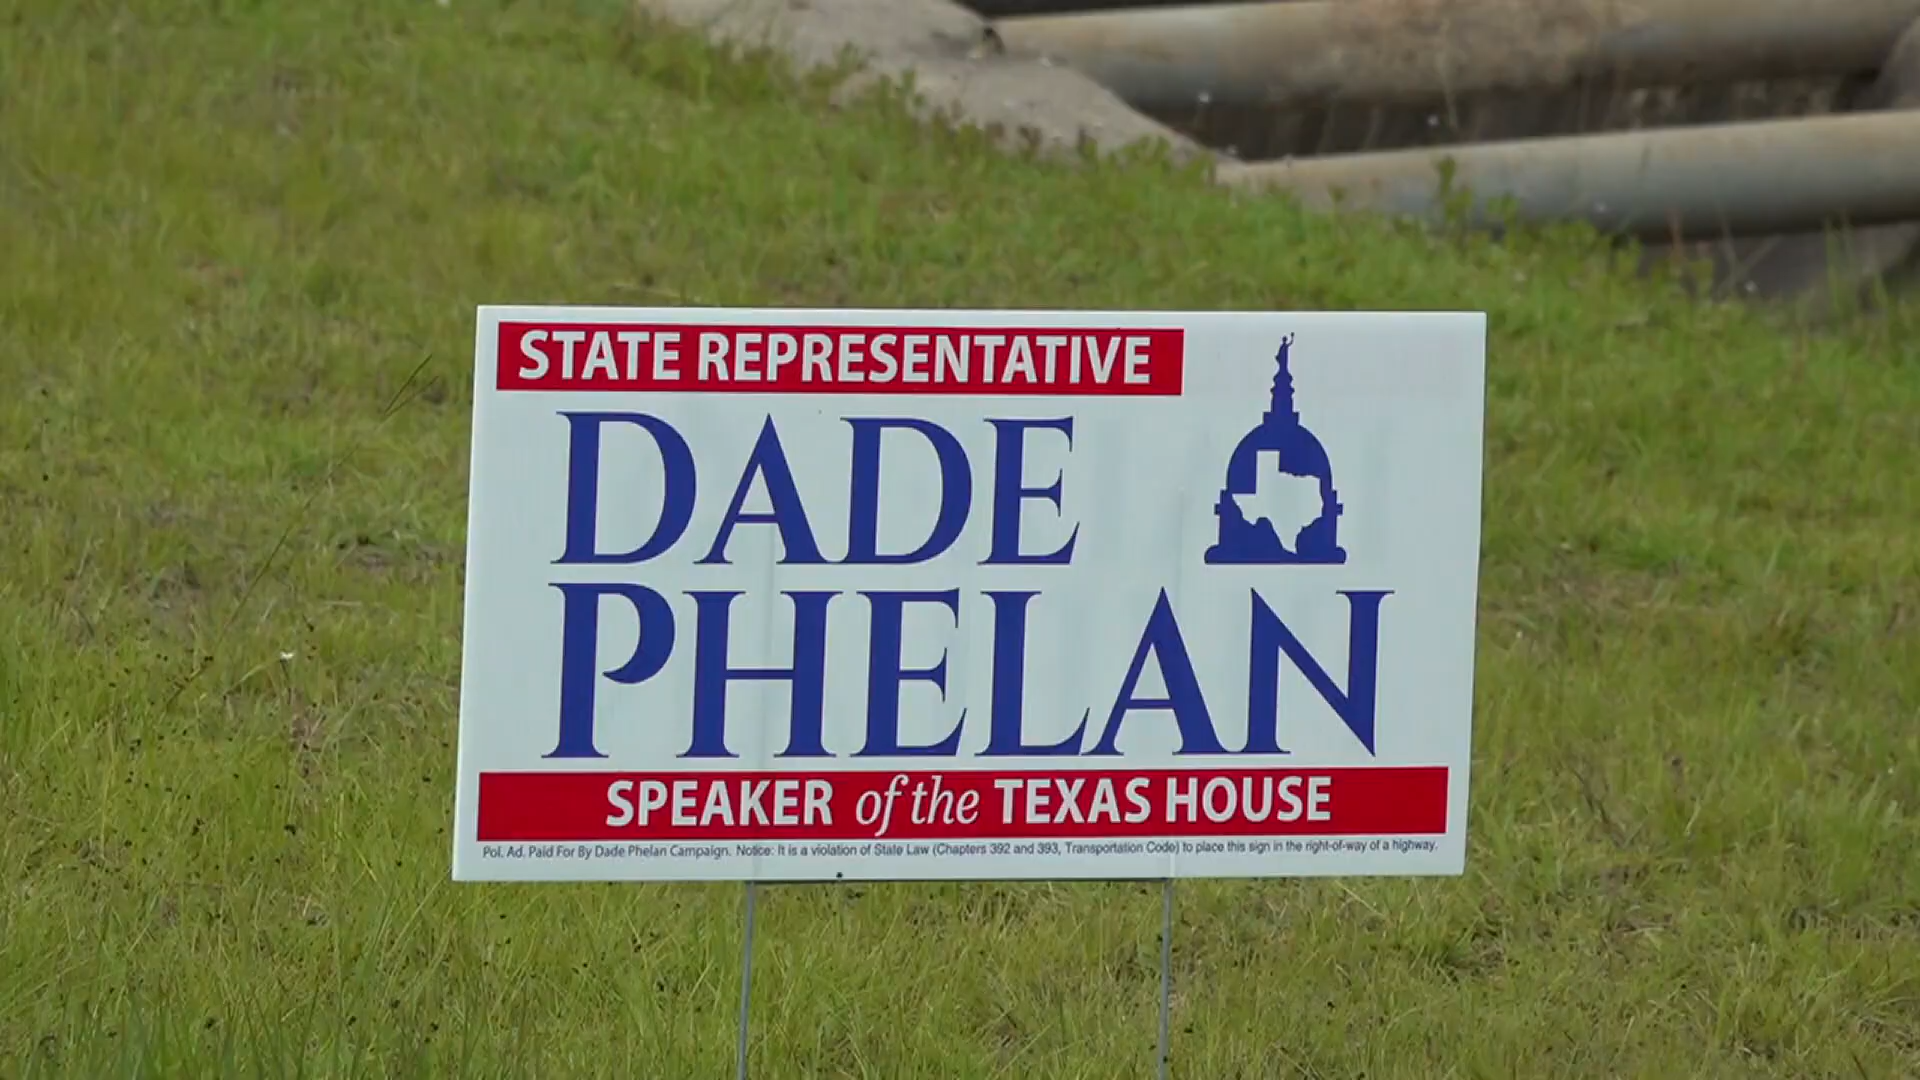 STATE REPRESENTATIVE
DADE
PHELAN
SPEAKER of the TEXAS HOUSE
Pol. Ad. Paid For By Dade Phelan Campaign. Notice: It is a violation of State Law (Chapters 392 and 393, Transportation Code) to place this sign in the right-of-way of a highway.